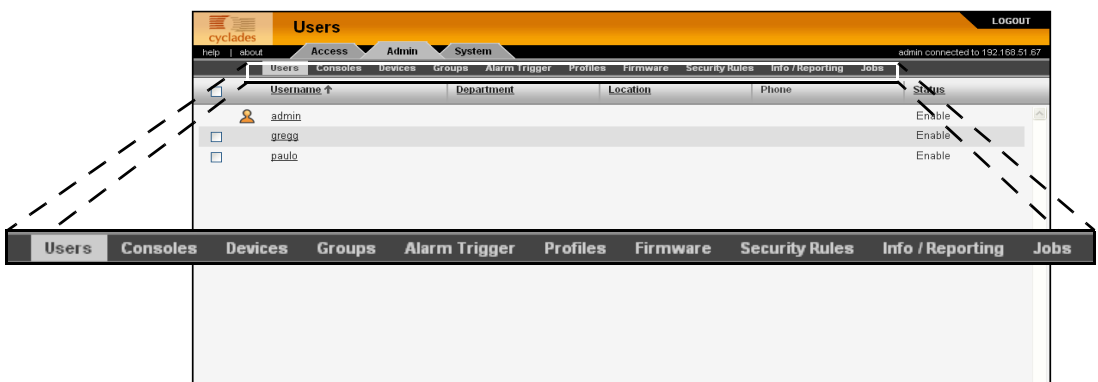 cyclades
Users
LOGOUT
help | about
Access Admin System
admin connected to 192.168.51.67
Users Consoles Devices Groups Alarm Trigger Profiles Firmware Security Rules Info / Reporting Jobs
Username ↑ Department Location Phone Status
admin Enable
gregg Enable
paulo Enable
Users Consoles Devices Groups Alarm Trigger Profiles Firmware Security Rules Info / Reporting Jobs